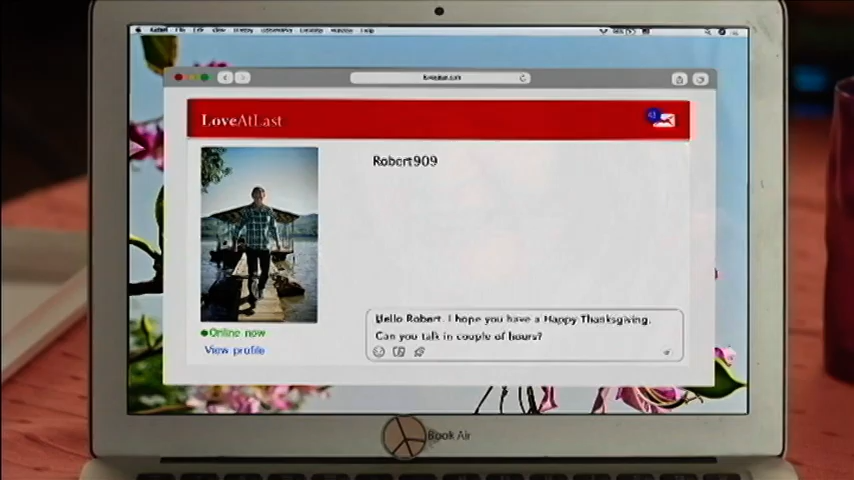 LoveAtLast
Robert909
Hello Robert. I hope you have a Happy Thanksgiving.
Can you talk in couple of hours?
Online now
View profile
Book Air